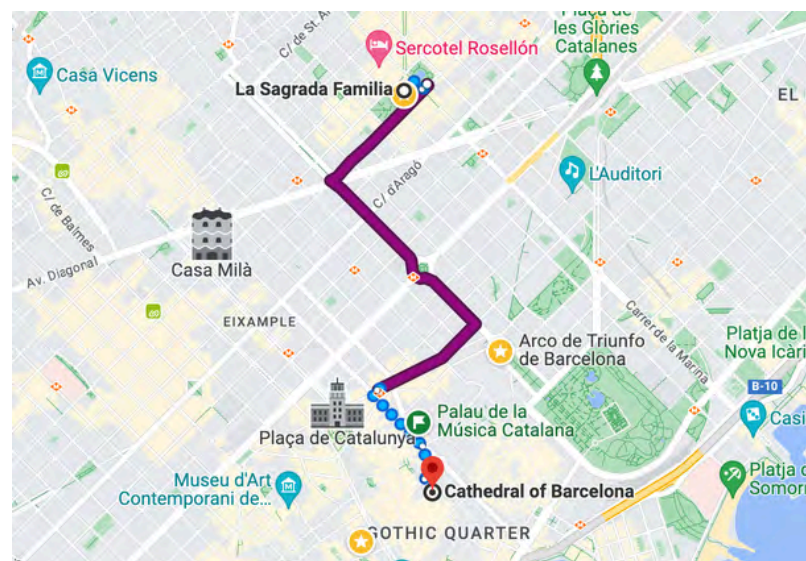 Plaça de
les Glòries
Catalanes
C/ de St. A
Sercotel Rosellón
Casa Vicens
La Sagrada Familia
EL
C/ d'Aragó
L'Auditori
C/ de Balmes
Casa Milà
Av. Diagonal
Carrer de la Marina
EIXAMPLE
Arco de Triunfo
de Barcelona
Platja de l
Nova Icàri
B-10
Plaça de Catalunya
Palau de la
Música Catalana
Casi
Museu d'Art
Contemporani de...
Cathedral of Barcelona
Platja d
Somorr
GOTHIC QUARTER